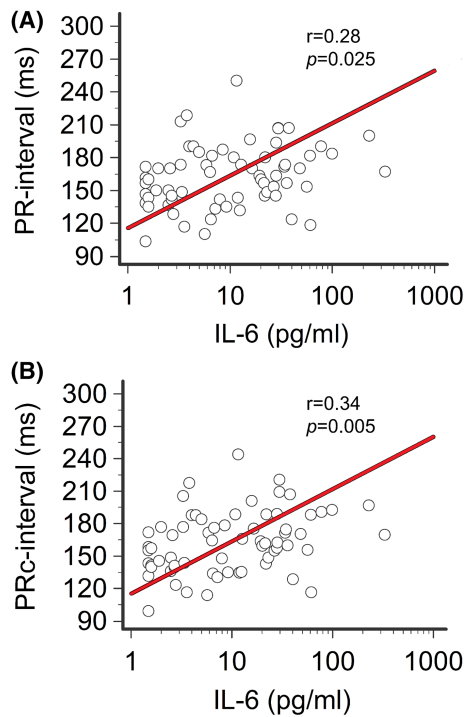 (A)
300
270
240
210
180
150
120
90
PR-interval (ms)
r=0.28
p=0.025
1 10 100 1000
IL-6 (pg/ml)
(B)
300
270
240
210
180
150
120
90
PRc-interval (ms)
r=0.34
p=0.005
1 10 100 1000
IL-6 (pg/ml)